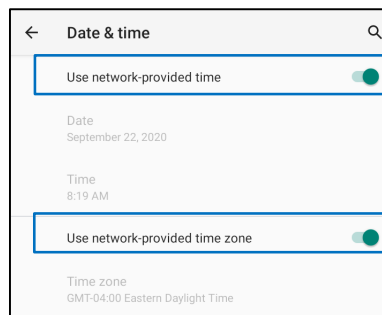 Date & time
Use network-provided time
Date
September 22, 2020
Time
8:19 AM
Use network-provided time zone
Time zone
GMT-04:00 Eastern Daylight Time